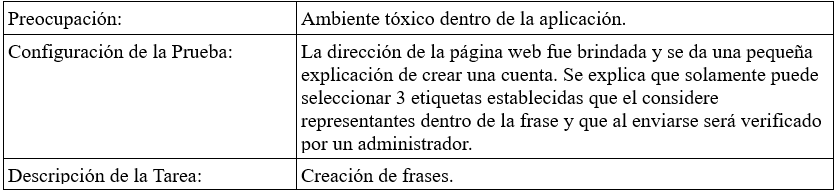 Preocupación: Ambiente tóxico dentro de la aplicación.
Configuración de la Prueba: La dirección de la página web fue brindada y se da una pequeña
explicación de crear una cuenta. Se explica que solamente puede
seleccionar 3 etiquetas establecidas que el considere
representantes dentro de la frase y que al enviarse será verificado
por un administrador.
Descripción de la Tarea: Creación de frases.